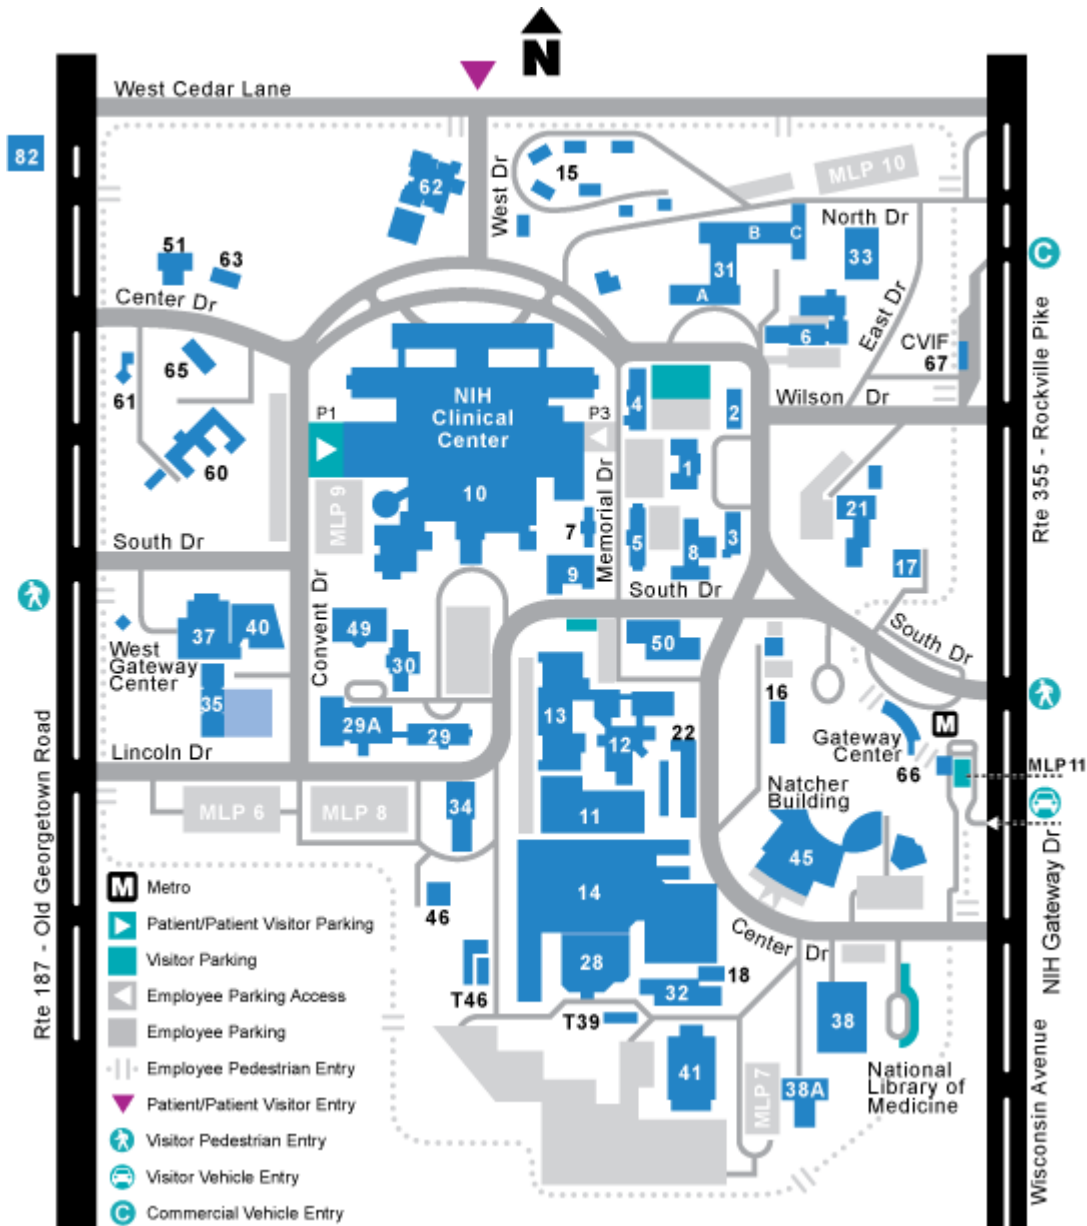 N
West Cedar Lane
82
62
West Dr
15
MLP 10
North Dr
B
C
31
A
33
C
51
63
Center Dr
6
East Dr
CVIF
67
Rte 355 - Rockville Pike
65
61
60
P1
NIH
Clinical
Center
P3
4
2
Wilson Dr
1
10
MLP 9
7
Memorial Dr
5
8
3
21
17
9
South Dr
South Dr
South Dr
37
40
Convent Dr
49
30
50
West
Gateway
Center
35
29A
29
13
12
22
16
Gateway
Center
66
M
MLP 11
Lincoln Dr
MLP 6
MLP 8
34
11
Natcher
Building
45
14
46
Center Dr
NIH Gateway Dr
28
18
32
T46
T39
38
41
MLP 7
38A
National
Library of
Medicine
Wisconsin Avenue
Rte 187 - Old Georgetown Road
M Metro
Patient/Patient Visitor Parking
Visitor Parking
Employee Parking Access
Employee Parking
Employee Pedestrian Entry
Patient/Patient Visitor Entry
Visitor Pedestrian Entry
Visitor Vehicle Entry
C Commercial Vehicle Entry